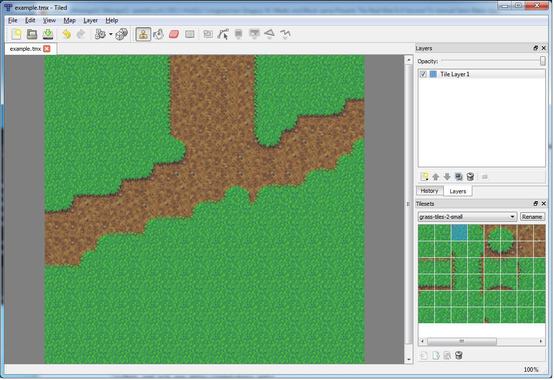 example.tmx - Tiled
File Edit View Map Layer Help
example.tmx
Layers
Opacity:
Tile Layer 1
History Layers
Tilesets
grass-tiles-2-small Rename
100%